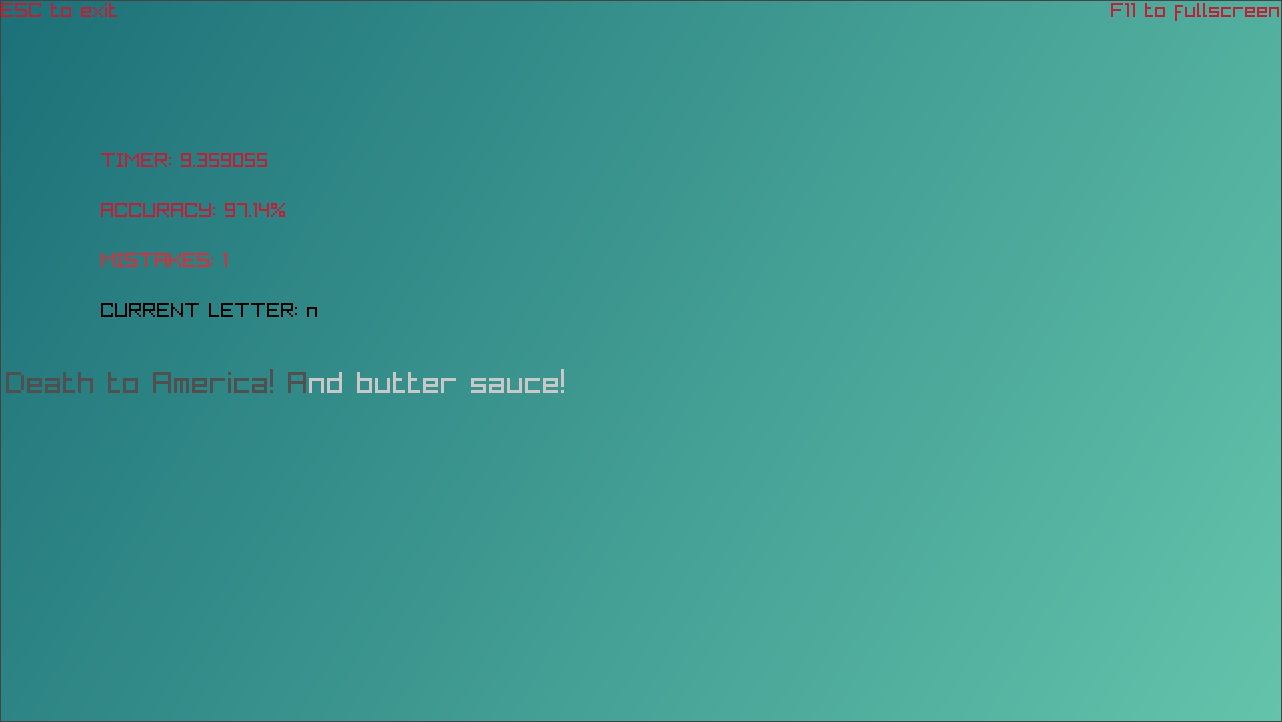 ESC to exit
F11 to fullscreen
TIMER: 9.359055
ACCURACY: 97.14%
MISTAKES: 1
CURRENT LETTER: n
Death to America! And butter sauce!